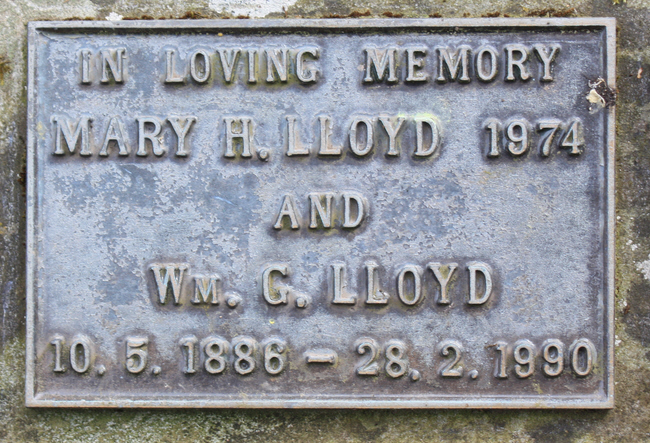 IN LOVING MEMORY
MARY H. LLOYD 1974
AND
WM. G. LLOYD
10. 5. 1886 – 28. 2. 1990